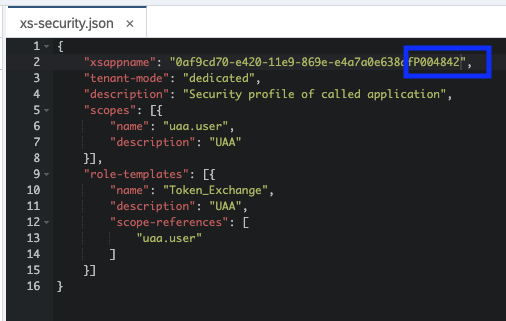 xs-security.json ×
1 {
2 "xsappname": "0af9cd70-e420-11e9-869e-e4a7a0e638afP004842",
3 "tenant-mode": "dedicated",
4 "description": "Security profile of called application",
5 "scopes": [{
6 "name": "uaa.user",
7 "description": "UAA"
8 }],
9 "role-templates": [{
10 "name": "Token_Exchange",
11 "description": "UAA",
12 "scope-references": [
13 "uaa.user"
14 ]
15 }]
16 }